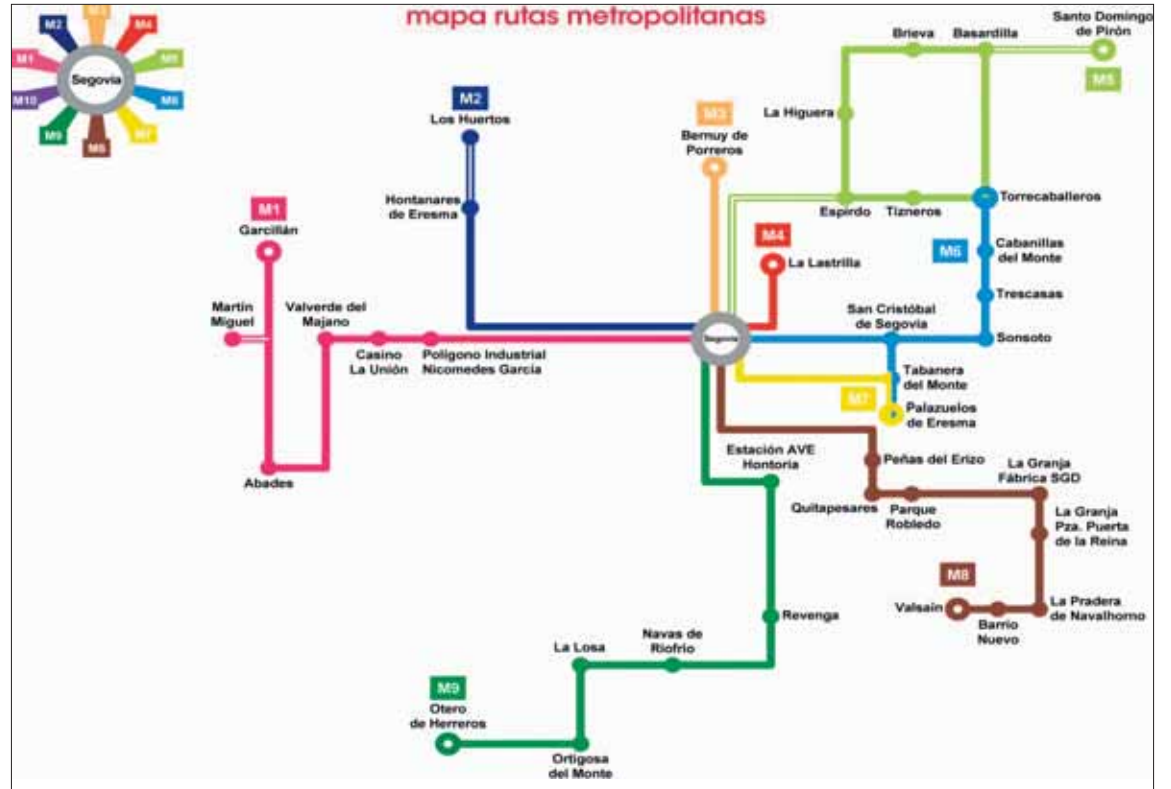 mapa rutas metropolitanas
M3
M2
M4
M1
M5
Segovia
M10
M6
M9
M7
M8
Santo Domingo
de Pirón
Brieva
Basardilla
M5
M2
Los Huertos
M3
Bernuy de
Porreros
La Higuera
Hontanares
de Eresma
Espirdo
Tizneros
Torrecaballeros
M1
Garcillán
M4
La Lastrilla
M6
Cabanillas
del Monte
Trescasas
Martín
Miguel
Valverde del
Majano
San Cristóbal
de Segovia
Segovia
Sonsoto
Casino
La Unión
Polígono Industrial
Nicomedes García
Tabanera
del Monte
M7
Palazuelos
de Eresma
Estación AVE
Hontoria
Peñas del Erizo
La Granja
Fábrica SGD
Abades
Quitapesares
Parque
Robledo
La Granja
Pza. Puerta
de la Reina
M8
Valsaín
Barrio
Nuevo
La Pradera
de Navalhorno
Revenga
La Losa
Navas de
Riofrío
M9
Otero
de Herreros
Ortigosa
del Monte